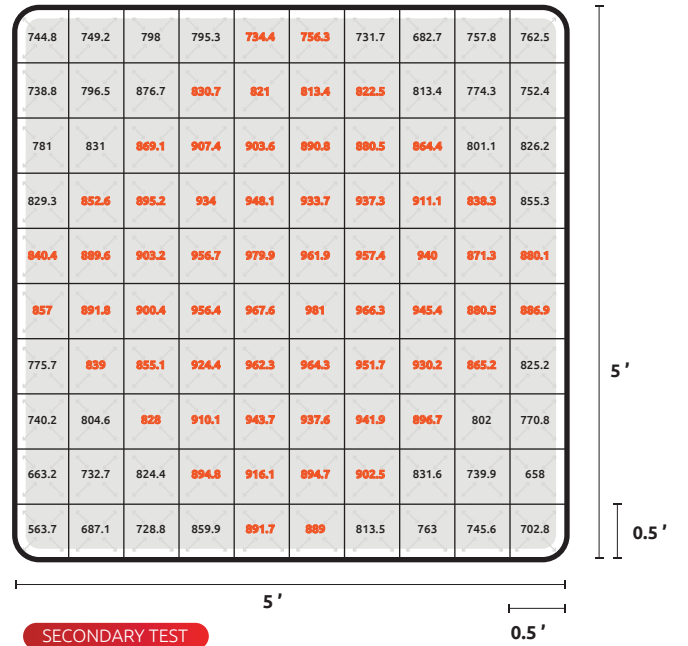 744.8 749.2 798 795.3 734.4 756.3 731.7 682.7 757.8 762.5
738.8 796.5 876.7 830.7 821 813.4 822.5 813.4 774.3 752.4
781 831 869.1 907.4 903.6 890.8 880.5 864.4 801.1 826.2
829.3 852.6 895.2 934 948.1 933.7 937.3 911.1 838.3 855.3
840.4 889.6 903.2 956.7 979.9 961.9 957.4 940 871.3 880.1
857 891.8 900.4 956.4 967.6 981 966.3 945.4 880.5 886.9
775.7 839 855.1 924.4 962.3 964.3 951.7 930.2 865.2 825.2
5 ′
740.2 804.6 828 910.1 943.7 937.6 941.9 896.7 802 770.8
663.2 732.7 824.4 894.8 916.1 894.7 902.5 831.6 739.9 658
563.7 687.1 728.8 859.9 891.7 889 813.5 763 745.6 702.8
0.5 ′
5 ′
0.5 ′
SECONDARY TEST